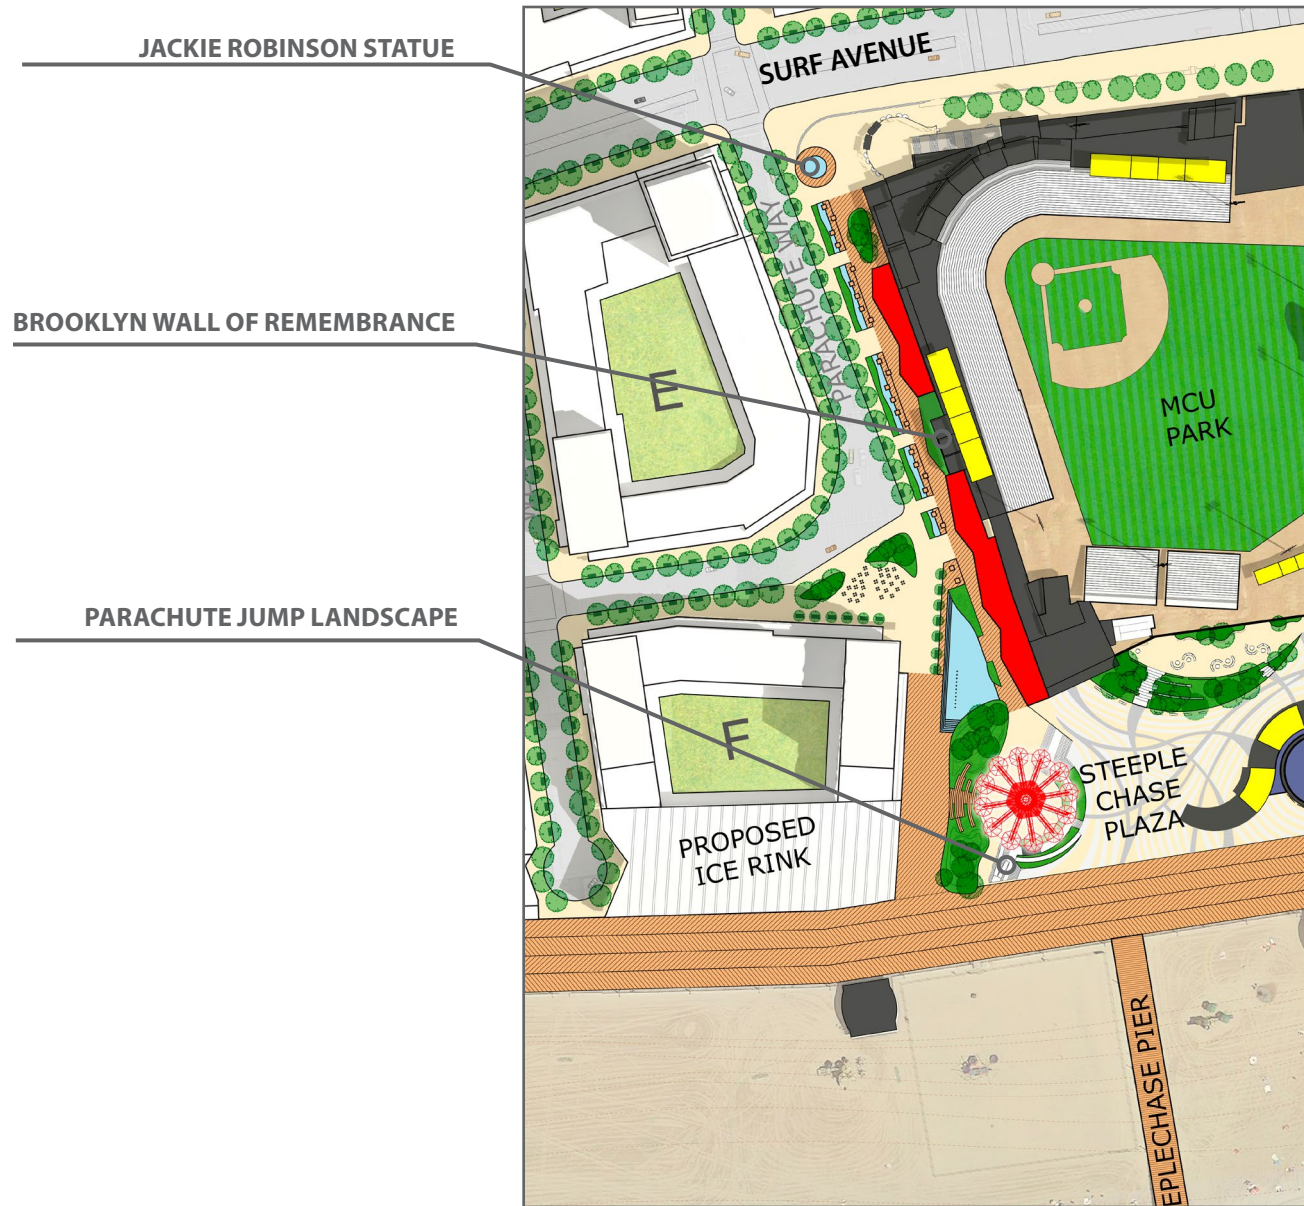 JACKIE ROBINSON STATUE
SURF AVENUE
PARACHUTE WAY
BROOKLYN WALL OF REMEMBRANCE
E
MCU
PARK
PARACHUTE JUMP LANDSCAPE
F
STEEPLE
CHASE
PLAZA
PROPOSED
ICE RINK
EPLECHASE PIER